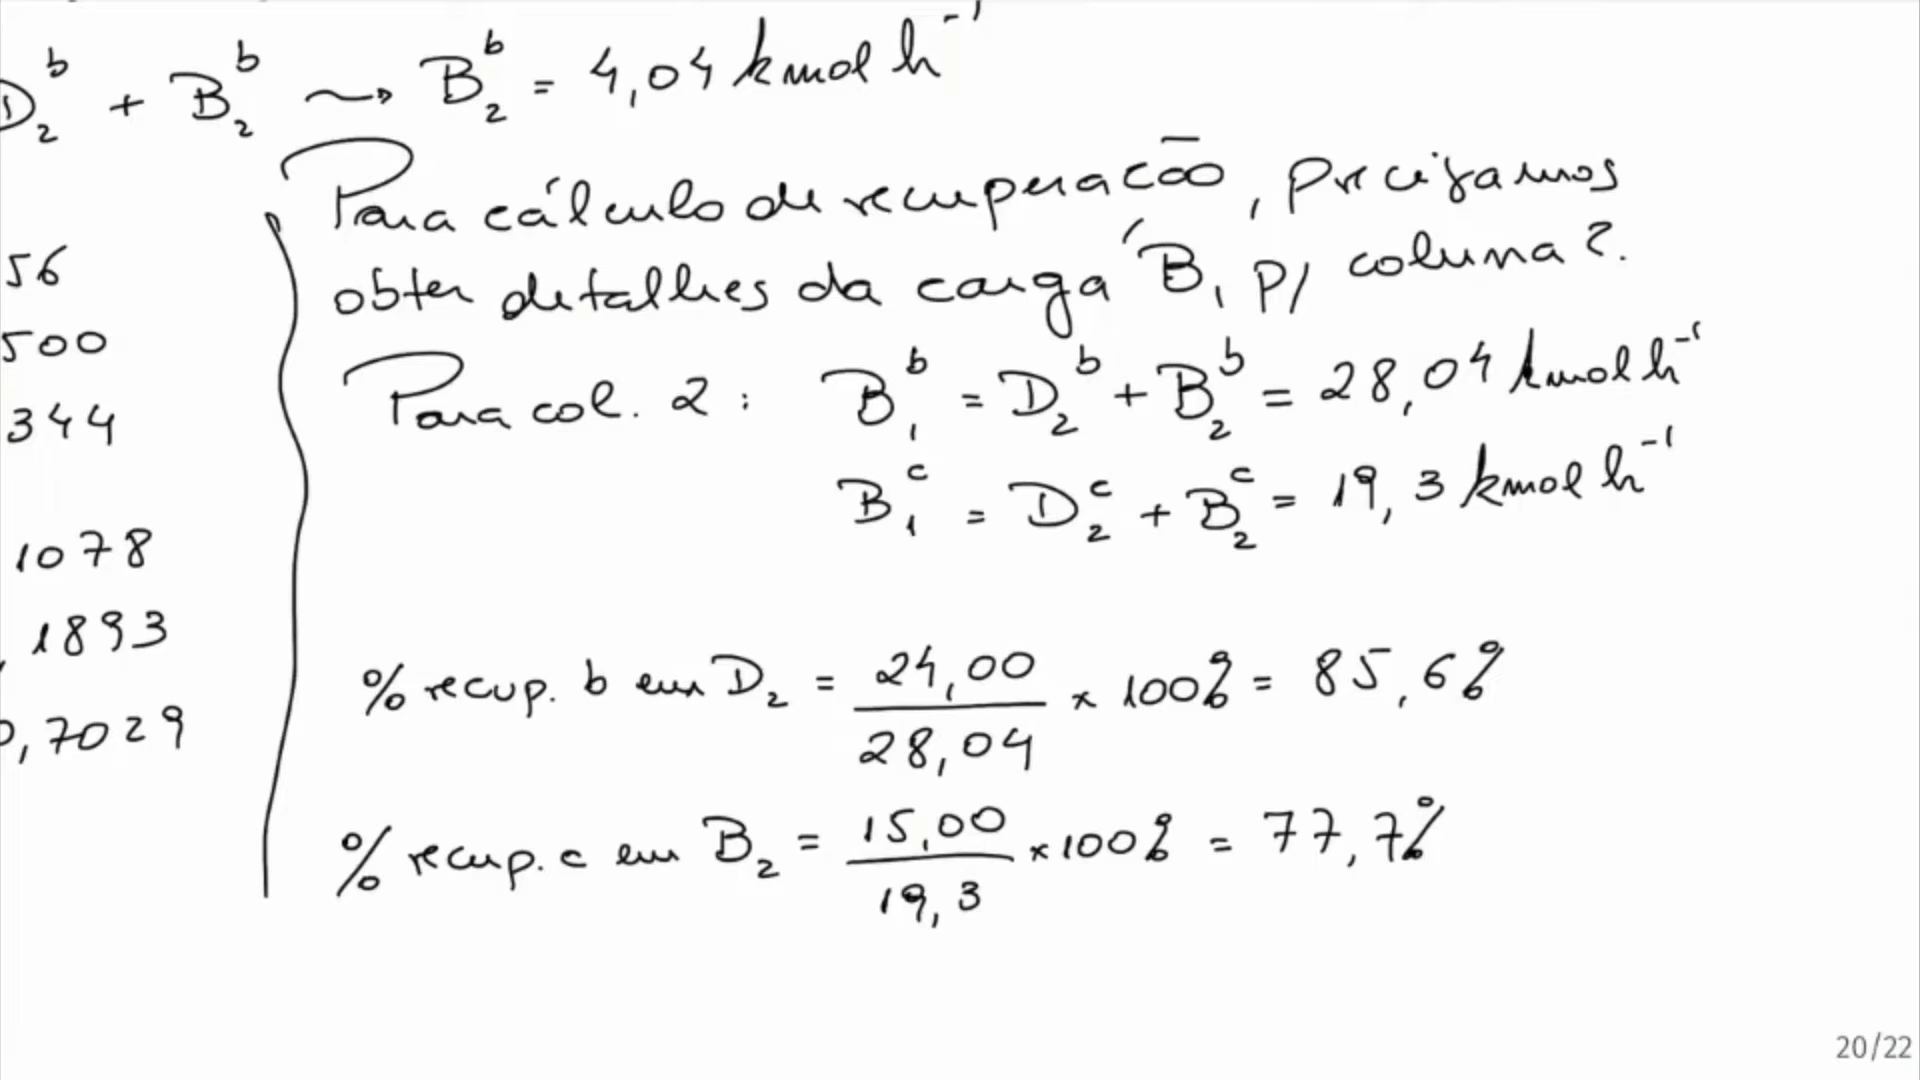 D₂ᵇ + B₂ᵇ ⤳ B₂ᵇ = 4,04 kmol h⁻¹
56
500
344
1078
, 1893
0,7029
Para cálculo de recuperacão, precisamos
obter detalhes da carga B₁ p/ coluna 2.
Para col. 2 : B₁ᵇ = D₂ᵇ + B₂ᵇ = 28,04 kmol h⁻¹
B₁ᶜ = D₂ᶜ + B₂ᶜ = 19,3 kmol h⁻¹
% recup. b em D₂ = 24,00 / 28,04 × 100% = 85,6%
% recup. c em B₂ = 15,00 / 19,3 × 100% = 77,7%
20/22